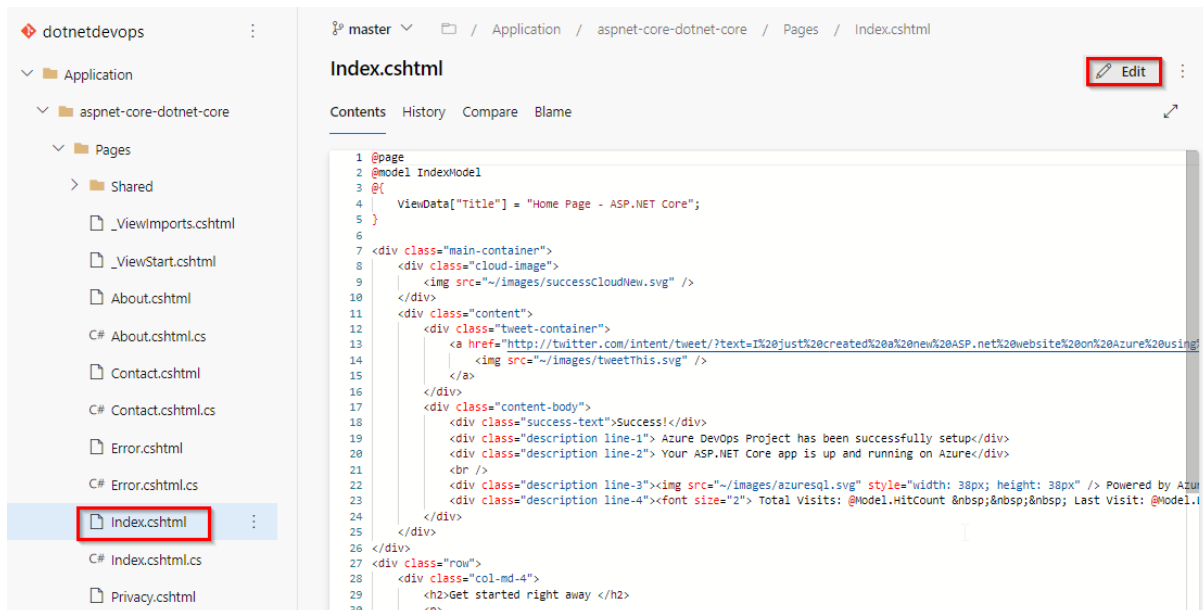 dotnetdevops
Application
aspnet-core-dotnet-core
Pages
Shared
_ViewImports.cshtml
_ViewStart.cshtml
About.cshtml
C# About.cshtml.cs
Contact.cshtml
C# Contact.cshtml.cs
Error.cshtml
C# Error.cshtml.cs
Index.cshtml
C# Index.cshtml.cs
Privacy.cshtml
master / Application / aspnet-core-dotnet-core / Pages / Index.cshtml
Index.cshtml
Edit
Contents History Compare Blame
1 @page
2 @model IndexModel
3 @{
4 ViewData["Title"] = "Home Page - ASP.NET Core";
5 }
6
7 <div class="main-container">
8 <div class="cloud-image">
9 <img src="~/images/successCloudNew.svg" />
10 </div>
11 <div class="content">
12 <div class="tweet-container">
13 <a href="http://twitter.com/intent/tweet/?text=I%20just%20created%20a%20new%20ASP.net%20website%20on%20Azure%20using%
14 <img src="~/images/tweetThis.svg" />
15 </a>
16 </div>
17 <div class="content-body">
18 <div class="success-text">Success!</div>
19 <div class="description line-1"> Azure DevOps Project has been successfully setup</div>
20 <div class="description line-2"> Your ASP.NET Core app is up and running on Azure</div>
21 <br />
22 <div class="description line-3"><img src="~/images/azuresql.svg" style="width: 38px; height: 38px" /> Powered by Azur
23 <div class="description line-4"><font size="2"> Total Visits: @Model.HitCount &nbsp;&nbsp;&nbsp; Last Visit: @Model.L
24 </div>
25 </div>
26 </div>
27 <div class="row">
28 <div class="col-md-4">
29 <h2>Get started right away </h2>
30 <p>